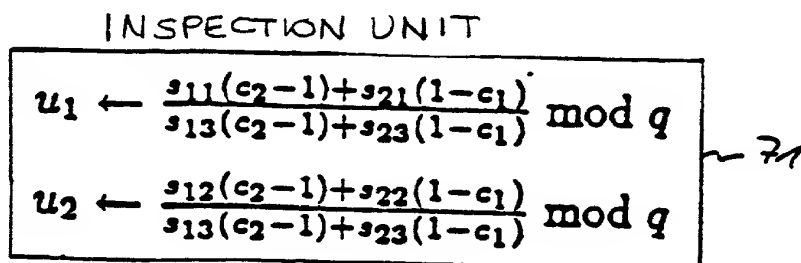 INSPECTION UNIT
u₁ ← s₁₁(c₂−1)+s₂₁(1−c₁) / s₁₃(c₂−1)+s₂₃(1−c₁) mod q
u₂ ← s₁₂(c₂−1)+s₂₂(1−c₁) / s₁₃(c₂−1)+s₂₃(1−c₁) mod q
~ 71